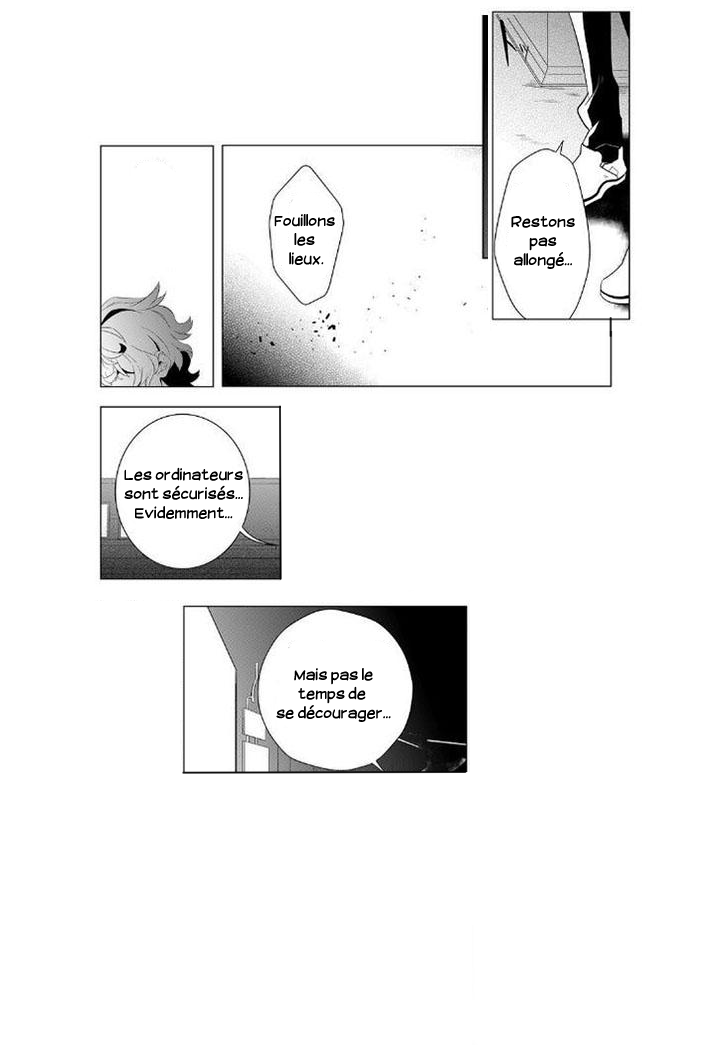 Restons
pas
allongé...
Fouillons
les
lieux.
Les ordinateurs
sont sécurisés...
Evidemment...
Mais pas le
temps de
se décourager...